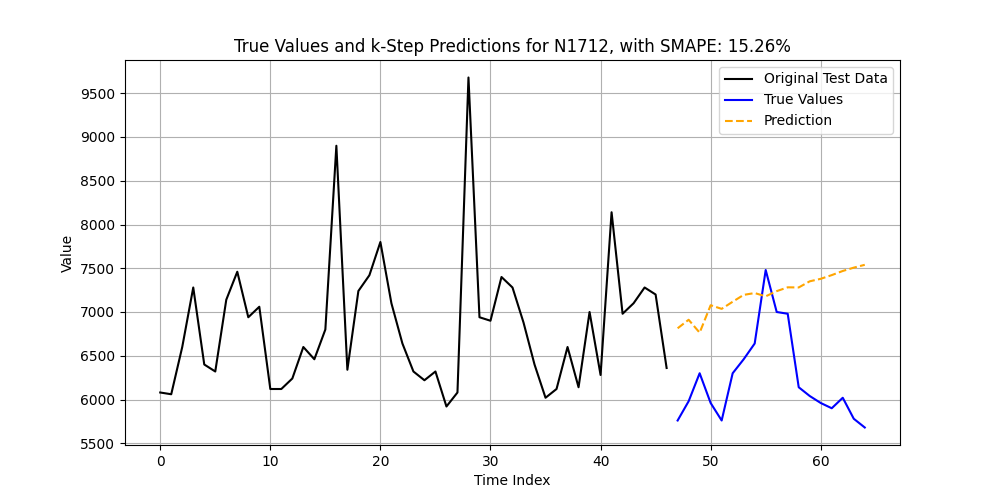 True Values and k-Step Predictions for N1712, with SMAPE: 15.26%
Original Test Data
True Values
Prediction
Value
9500
9000
8500
8000
7500
7000
6500
6000
5500
0 10 20 30 40 50 60
Time Index